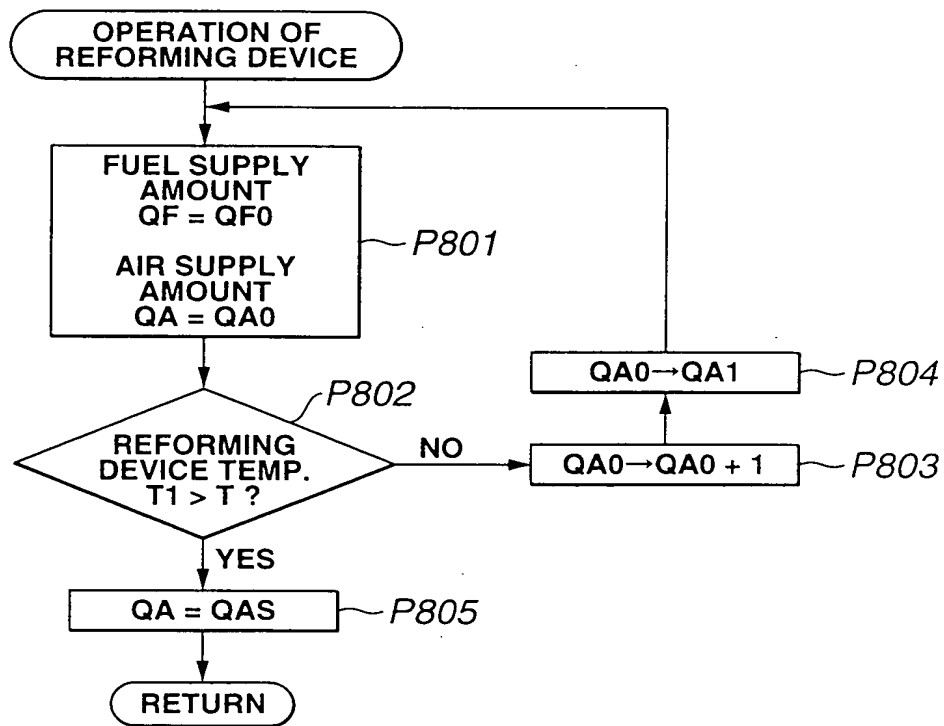 OPERATION OF
REFORMING DEVICE
FUEL SUPPLY
AMOUNT
QF = QF0
AIR SUPPLY
AMOUNT
QA = QA0
P801
P802
REFORMING
DEVICE TEMP.
T1 > T ?
NO
QA0→QA1
P804
QA0→QA0 + 1
P803
YES
QA = QAS
P805
RETURN